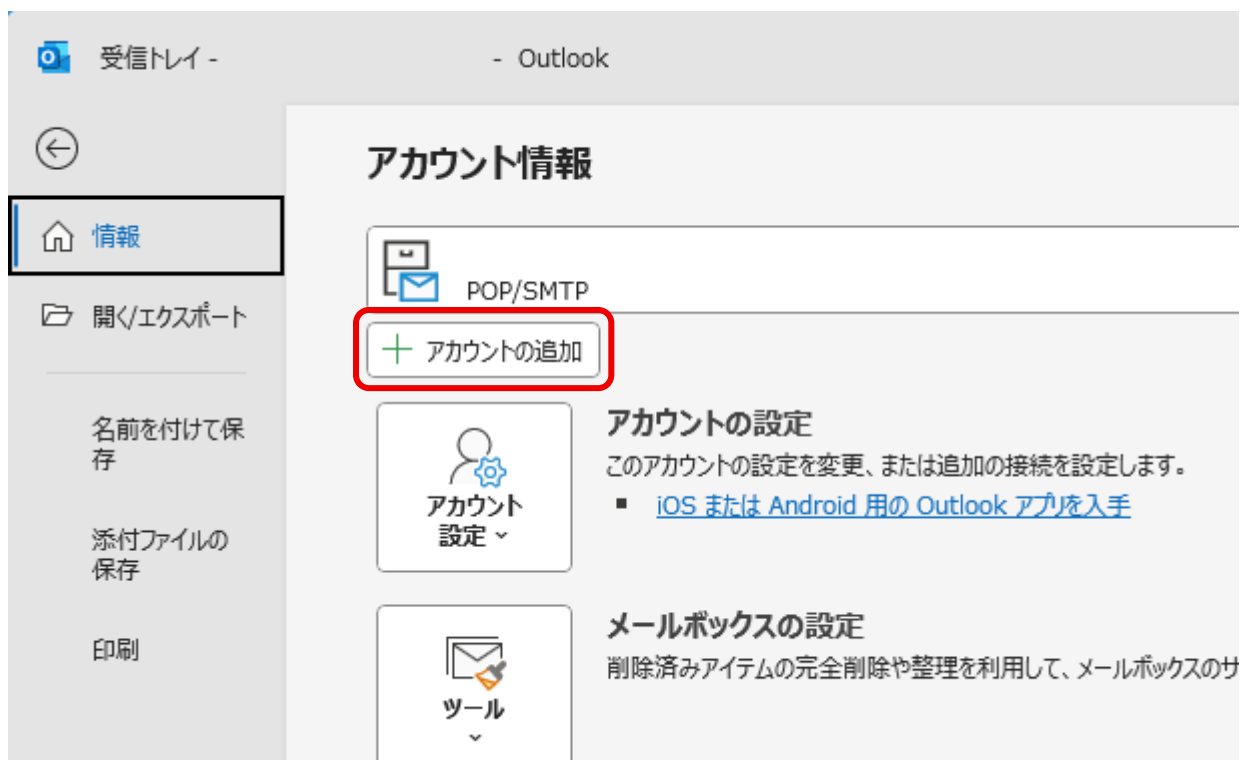 受信トレイ - - Outlook
アカウント情報
情報
POP/SMTP
開く/エクスポート
アカウントの追加
名前を付けて保
存
アカウントの設定
このアカウントの設定を変更、または追加の接続を設定します。
iOS または Android 用の Outlook アプリを入手
アカウント
設定
添付ファイルの
保存
メールボックスの設定
削除済みアイテムの完全削除や整理を利用して、メールボックスのサ
印刷
ツール